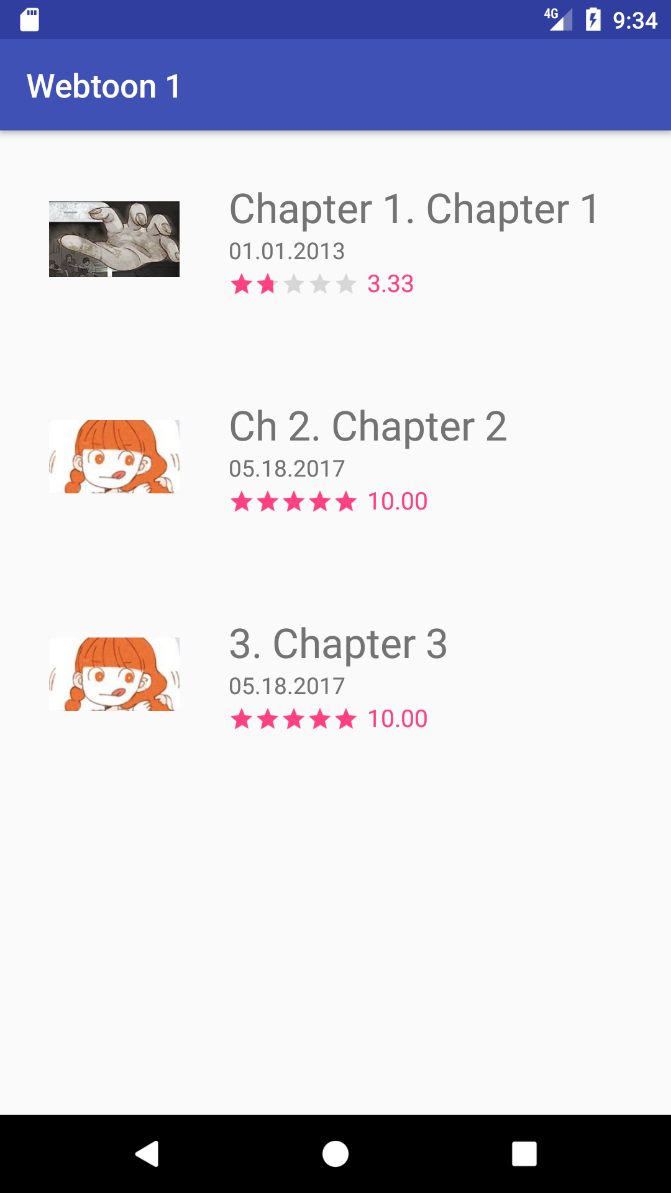 4G 9:34
Webtoon 1
Chapter 1. Chapter 1
01.01.2013
3.33
Ch 2. Chapter 2
05.18.2017
10.00
3. Chapter 3
05.18.2017
10.00